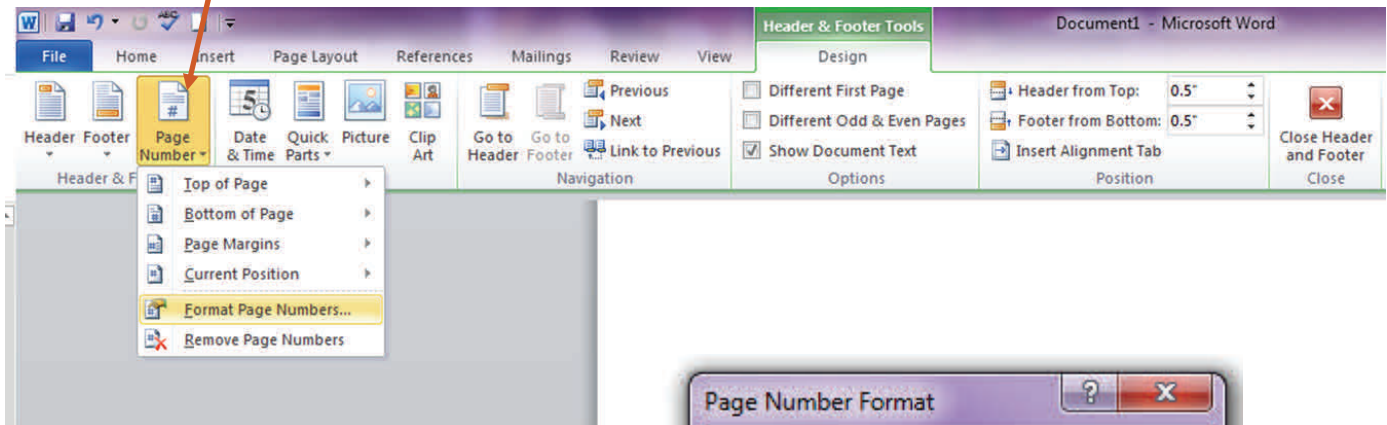 W ABC Header & Footer Tools Document1 - Microsoft Word
File Home Insert Page Layout References Mailings Review View Design
Header Footer Page Number Date & Time Quick Parts Picture Clip Art Go to Header Go to Footer
Previous
Next
Link to Previous
Different First Page
Different Odd & Even Pages
Show Document Text
Header from Top: 0.5"
Footer from Bottom: 0.5"
Insert Alignment Tab
Close Header
and Footer
Header & F Navigation Options Position Close
Top of Page
Bottom of Page
Page Margins
Current Position
Format Page Numbers...
Remove Page Numbers
Page Number Format